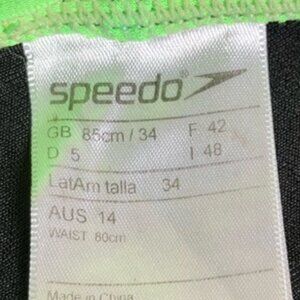 speedo
GB 85cm / 34 F 42
D 5 I 48
LatAm talla 34
AUS 14
WAIST 80cm
Made in China